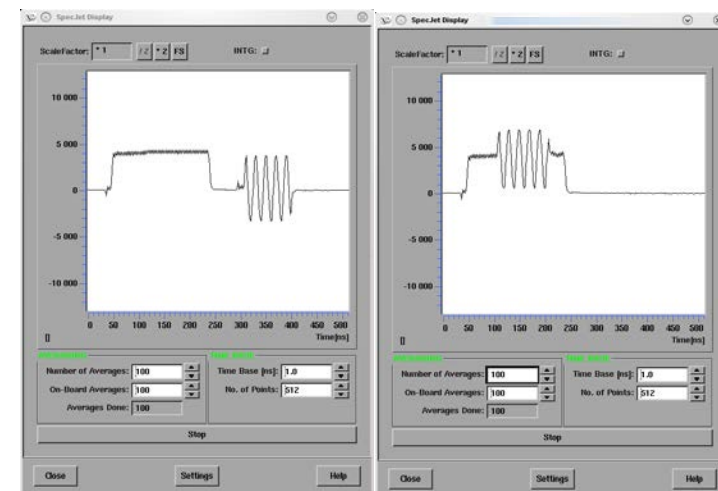 SpecJet Display
ScaleFactor: * 1 / 2 * 2 FS INTG:
10 000
5 000
0
-5 000
-10 000
0 50 100 150 200 250 300 350 400 450 500
[] Time[ns]
Number of Averages: 100 Time Base [ns]: 1.0
On-Board Averages: 100 No. of Points: 512
Averages Done: 100
Stop
Close Settings Help
SpecJet Display
ScaleFactor: * 1 / 2 * 2 FS INTG:
10 000
5 000
0
-5 000
-10 000
0 50 100 150 200 250 300 350 400 450 500
[] Time[ns]
Number of Averages: 100 Time Base [ns]: 1.0
On-Board Averages: 100 No. of Points: 512
Averages Done: 100
Stop
Close Settings Help